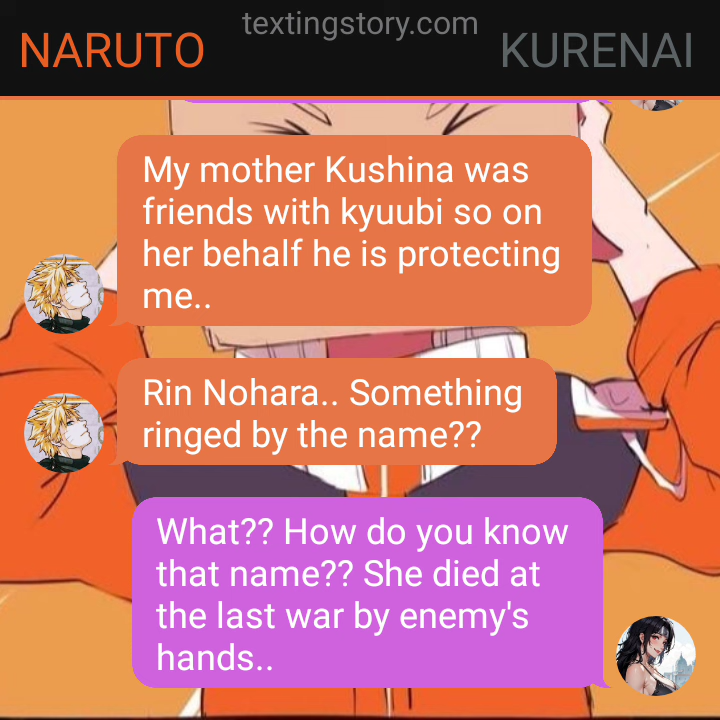 textingstory.com
NARUTO
KURENAI
My mother Kushina was
friends with kyuubi so on
her behalf he is protecting
me..
Rin Nohara.. Something
ringed by the name??
What?? How do you know
that name?? She died at
the last war by enemy's
hands..